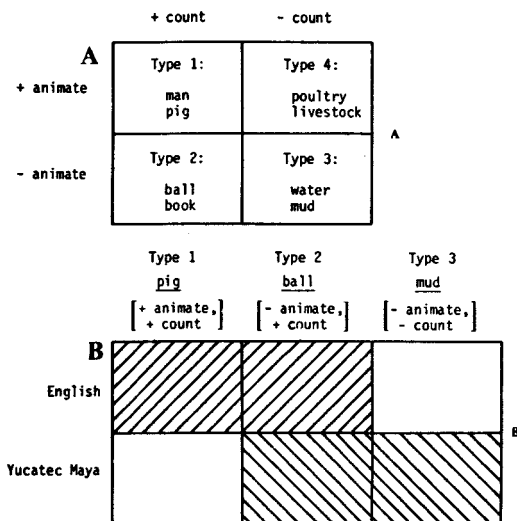 + count - count
A
Type 1: Type 4:
+ animate
man poultry
pig livestock
A
Type 2: Type 3:
- animate
ball water
book mud
Type 1 Type 2 Type 3
pig ball mud
[+ animate, + count] [- animate, + count] [- animate, - count]
B
English
B
Yucatec Maya